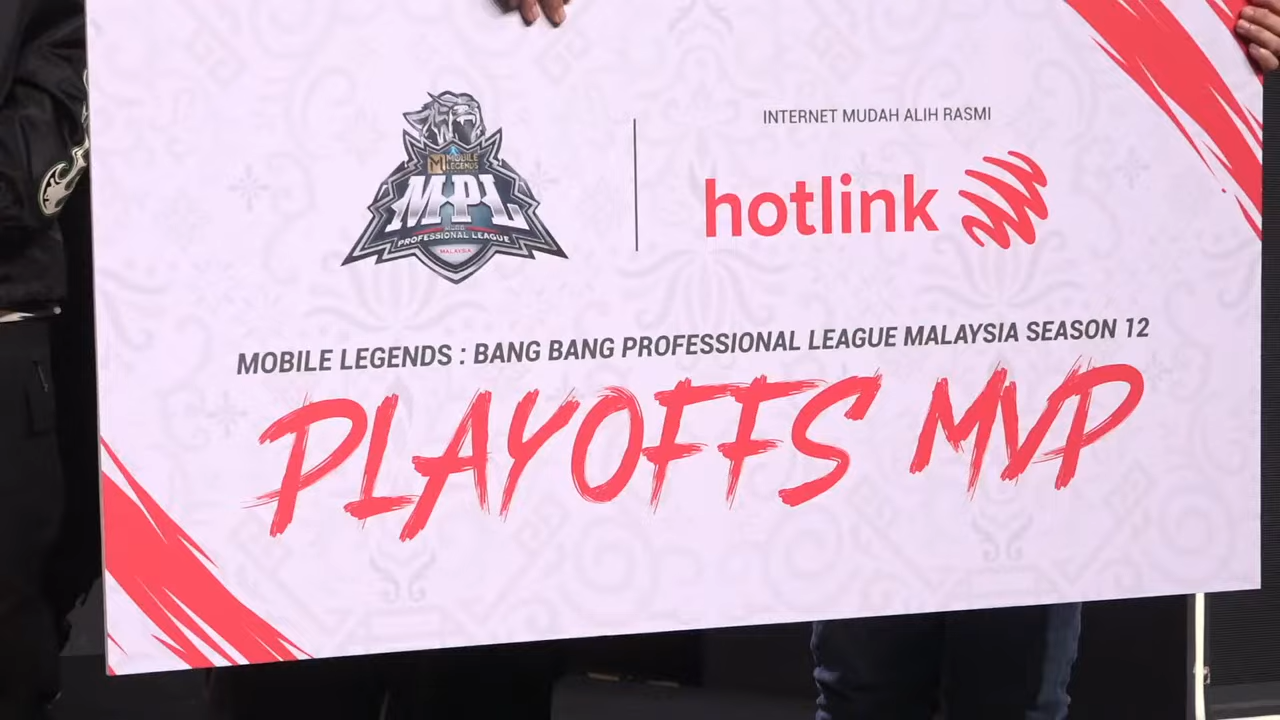 MOBILE
LEGENDS
MPL
PROFESSIONAL LEAGUE
MALAYSIA
INTERNET MUDAH ALIH RASMI
hotlink
MOBILE LEGENDS : BANG BANG PROFESSIONAL LEAGUE MALAYSIA SEASON 12
PLAYOFFS MVP